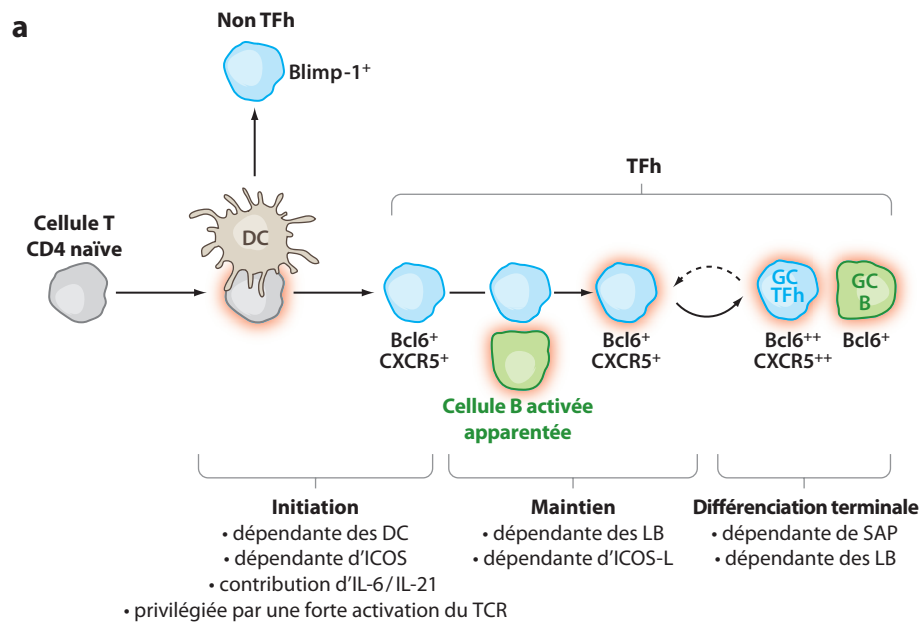 a
Non TFh
Blimp-1⁺
TFh
Cellule T
CD4 naïve
DC
GC
TFh
GC
B
Bcl6⁺
CXCR5⁺
Bcl6⁺
CXCR5⁺
Bcl6⁺⁺
CXCR5⁺⁺
Bcl6⁺
Cellule B activée
apparentée
Initiation
• dépendante des DC
• dépendante d'ICOS
• contribution d'IL-6/IL-21
• privilégiée par une forte activation du TCR
Maintien
• dépendante des LB
• dépendante d'ICOS-L
Différenciation terminale
• dépendante de SAP
• dépendante des LB